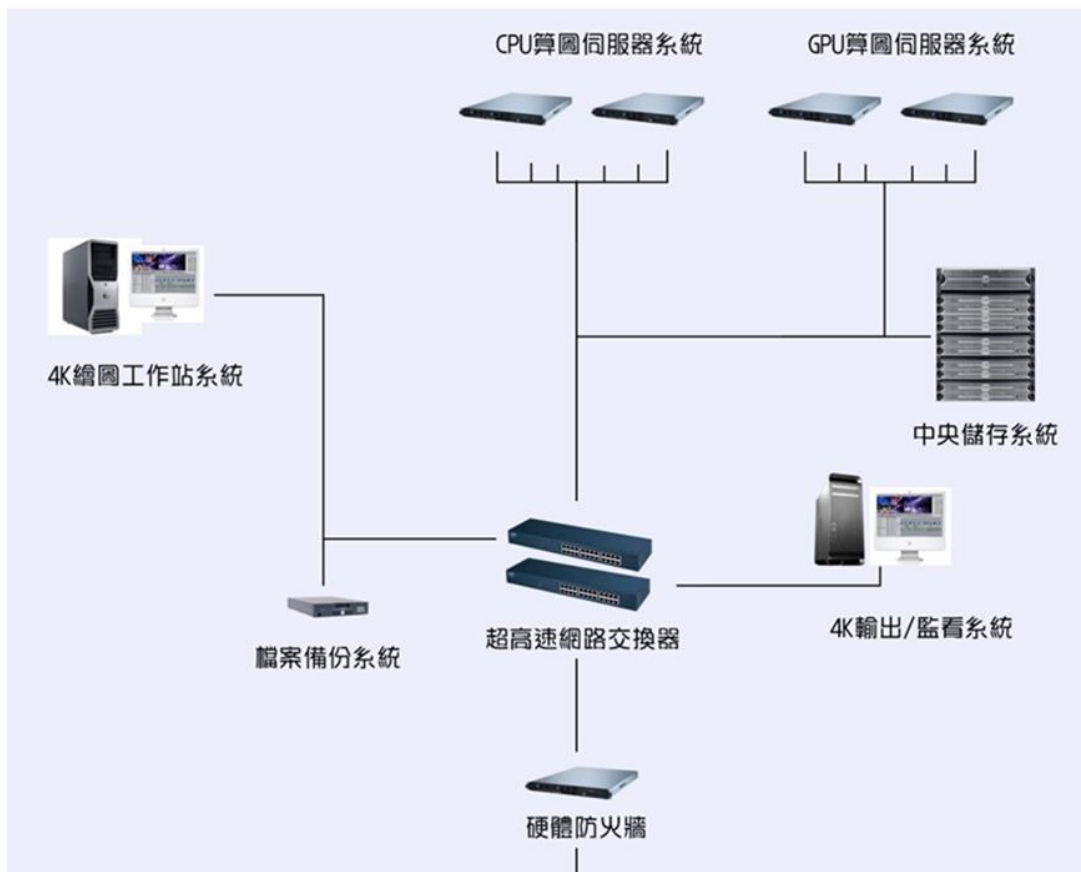 CPU算圖伺服器系統
GPU算圖伺服器系統
4K繪圖工作站系統
中央儲存系統
檔案備份系統
超高速網路交換器
4K輸出/監看系統
硬體防火牆